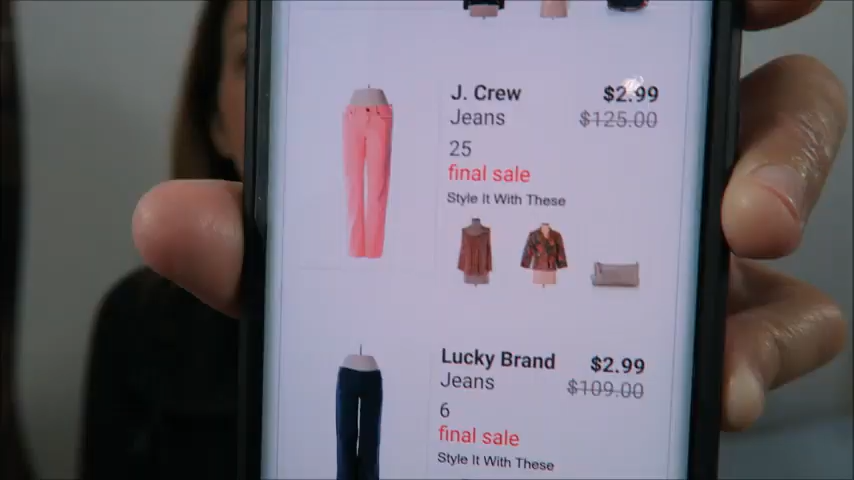 J. Crew $2.99
Jeans $125.00
25
final sale
Style It With These
Lucky Brand $2.99
Jeans $109.00
6
final sale
Style It With These